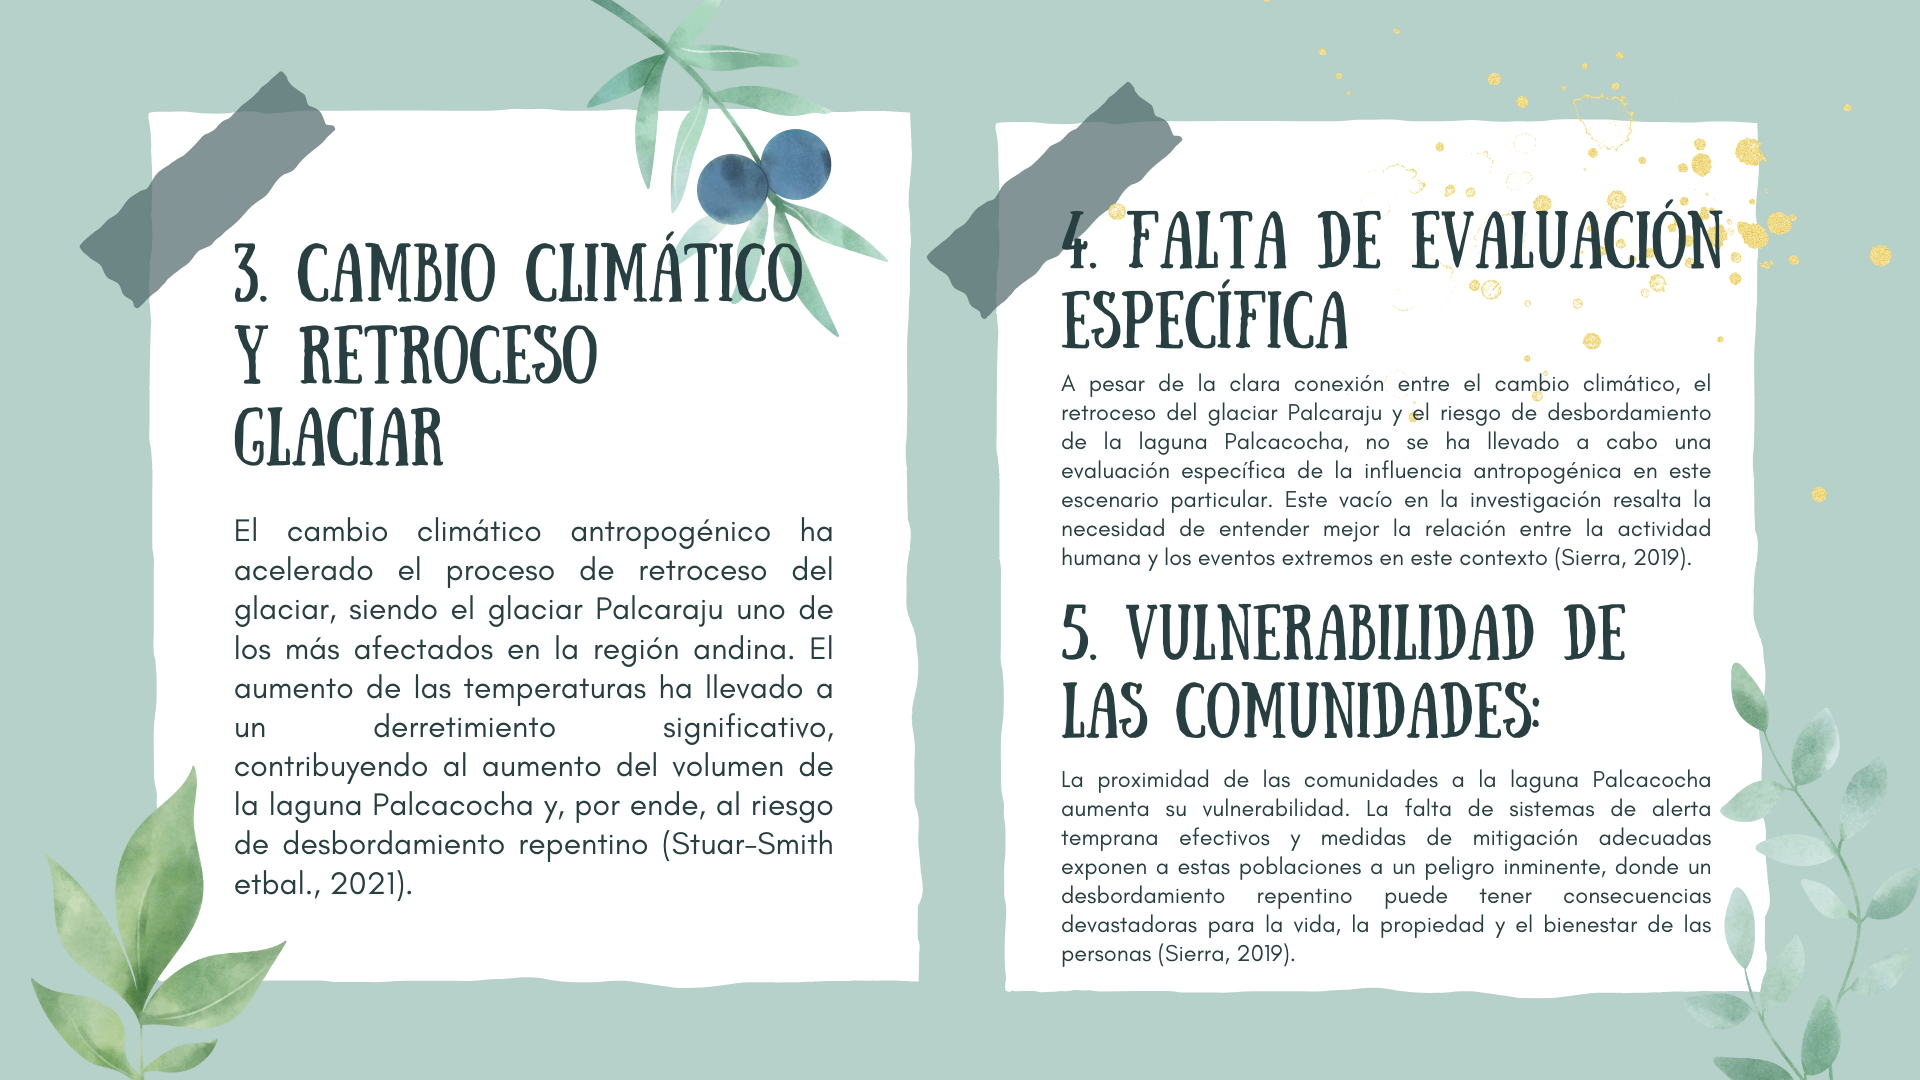 3. CAMBIO CLIMÁTICO
Y RETROCESO
GLACIAR
El cambio climático antropogénico ha
acelerado el proceso de retroceso del
glaciar, siendo el glaciar Palcaraju uno de
los más afectados en la región andina. El
aumento de las temperaturas ha llevado a
un derretimiento significativo,
contribuyendo al aumento del volumen de
la laguna Palcacocha y, por ende, al riesgo
de desbordamiento repentino (Stuar-Smith
etbal., 2021).
4. FALTA DE EVALUACIÓN
ESPECÍFICA
A pesar de la clara conexión entre el cambio climático, el
retroceso del glaciar Palcaraju y el riesgo de desbordamiento
de la laguna Palcacocha, no se ha llevado a cabo una
evaluación específica de la influencia antropogénica en este
escenario particular. Este vacío en la investigación resalta la
necesidad de entender mejor la relación entre la actividad
humana y los eventos extremos en este contexto (Sierra, 2019).
5. VULNERABILIDAD DE
LAS COMUNIDADES:
La proximidad de las comunidades a la laguna Palcacocha
aumenta su vulnerabilidad. La falta de sistemas de alerta
temprana efectivos y medidas de mitigación adecuadas
exponen a estas poblaciones a un peligro inminente, donde un
desbordamiento repentino puede tener consecuencias
devastadoras para la vida, la propiedad y el bienestar de las
personas (Sierra, 2019).